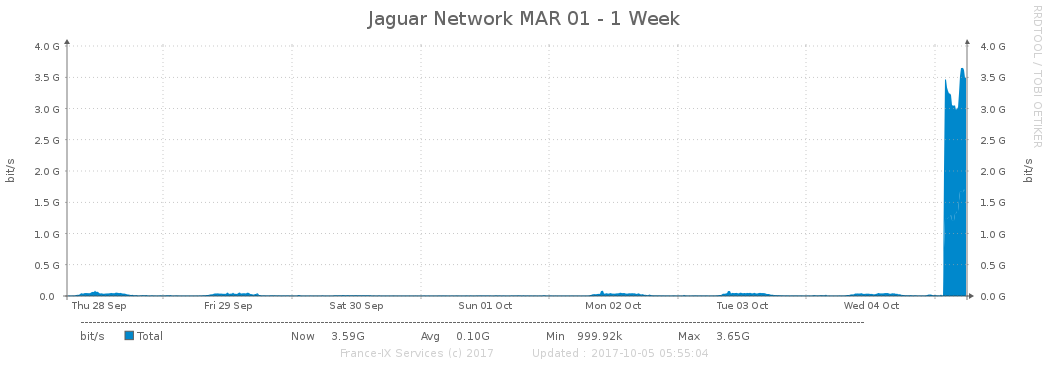 Jaguar Network MAR 01 - 1 Week
RRDTOOL / TOBI OETIKER
bit/s
4.0 G
3.5 G
3.0 G
2.5 G
2.0 G
1.5 G
1.0 G
0.5 G
0.0
4.0 G
3.5 G
3.0 G
2.5 G
2.0 G
1.5 G
1.0 G
0.5 G
0.0 G
bit/s
Thu 28 Sep Fri 29 Sep Sat 30 Sep Sun 01 Oct Mon 02 Oct Tue 03 Oct Wed 04 Oct
bit/s Total Now 3.59G Avg 0.10G Min 999.92k Max 3.65G
France-IX Services (c) 2017 Updated : 2017-10-05 05:55:04